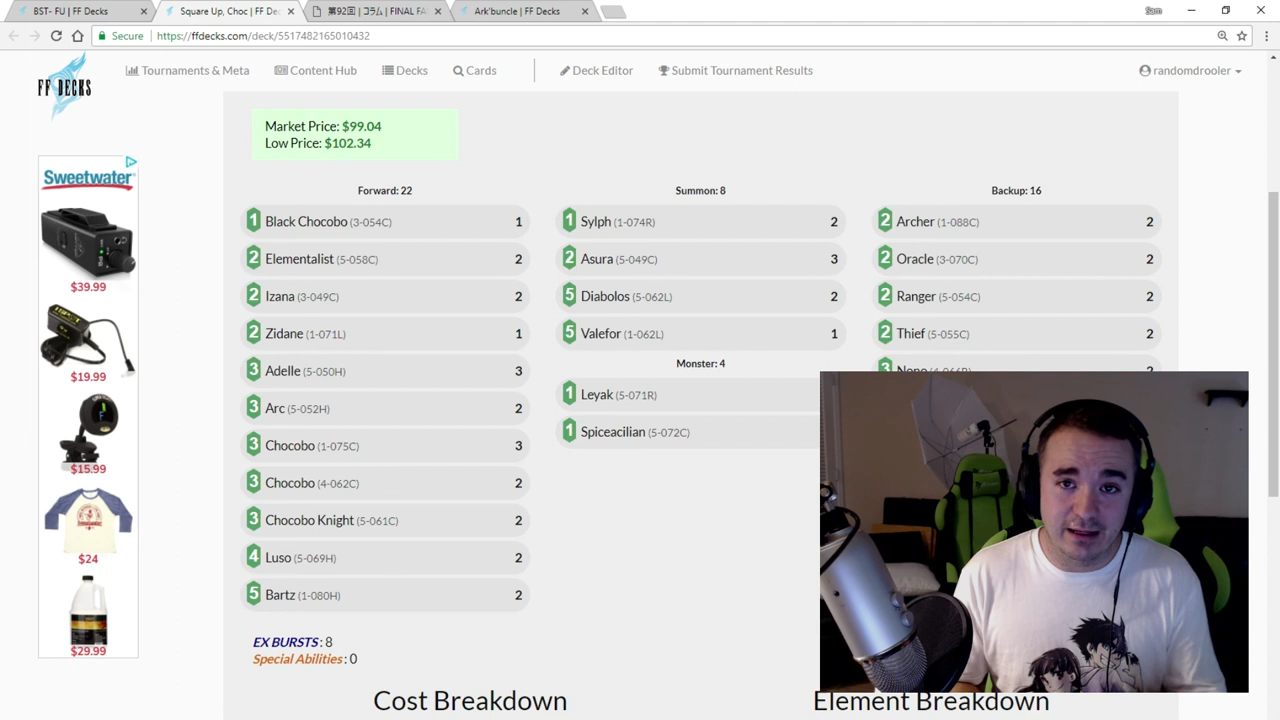 BST- FU | FF Decks
Square Up, Choc | FF De
第92回 | コラム | FINAL FA
Ark'buncle | FF Decks
Sam
Secure
https://ffdecks.com/deck/5517482165010432
FF DECKS
Tournaments & Meta
Content Hub
Decks
Cards
Deck Editor
Submit Tournament Results
randomdrooler
Market Price: $99.04
Low Price: $102.34
Sweetwater
$39.99
$19.99
$15.99
$24
$29.99
Forward: 22
1 Black Chocobo (3-054C) 1
2 Elementalist (5-058C) 2
2 Izana (3-049C) 2
2 Zidane (1-071L) 1
3 Adelle (5-050H) 3
3 Arc (5-052H) 2
3 Chocobo (1-075C) 3
3 Chocobo (4-062C) 2
3 Chocobo Knight (5-061C) 2
4 Luso (5-069H) 2
5 Bartz (1-080H) 2
Summon: 8
1 Sylph (1-074R) 2
2 Asura (5-049C) 3
5 Diabolos (5-062L) 2
5 Valefor (1-062L) 1
Monster: 4
1 Leyak (5-071R)
1 Spiceacilian (5-072C)
Backup: 16
2 Archer (1-088C) 2
2 Oracle (3-070C) 2
2 Ranger (5-054C) 2
2 Thief (5-055C) 2
EX BURSTS : 8
Special Abilities : 0
Cost Breakdown
Element Breakdown